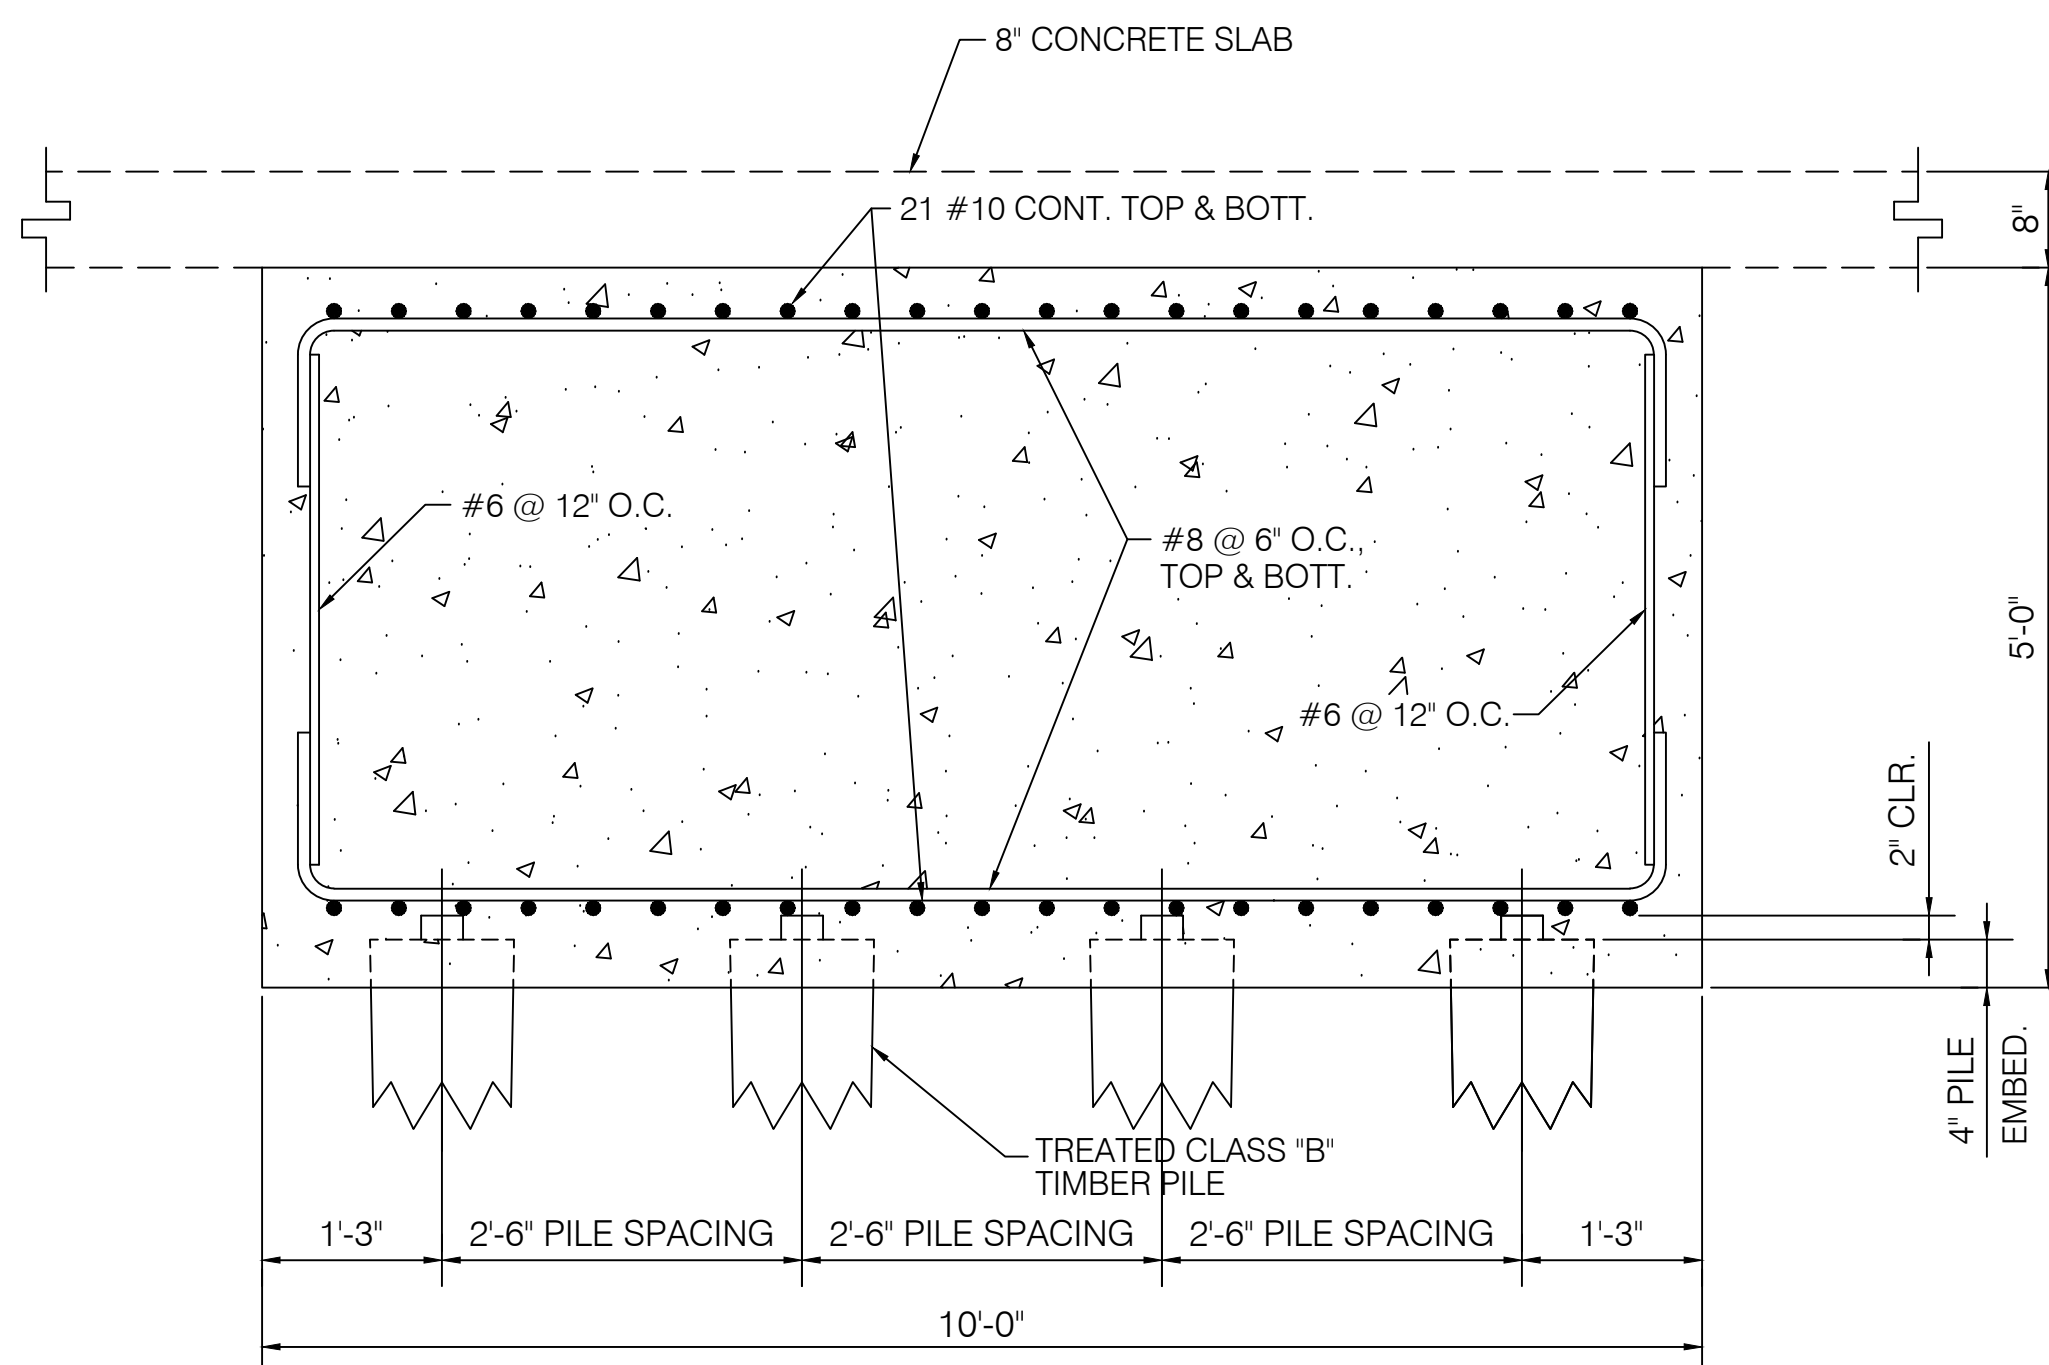 8" CONCRETE SLAB
21 #10 CONT. TOP & BOTT.
8"
#6 @ 12" O.C.
#8 @ 6" O.C.,
TOP & BOTT.
5'-0"
#6 @ 12" O.C.
2" CLR.
4" PILE
EMBED.
TREATED CLASS "B"
TIMBER PILE
1'-3"
2'-6" PILE SPACING
2'-6" PILE SPACING
2'-6" PILE SPACING
1'-3"
10'-0"